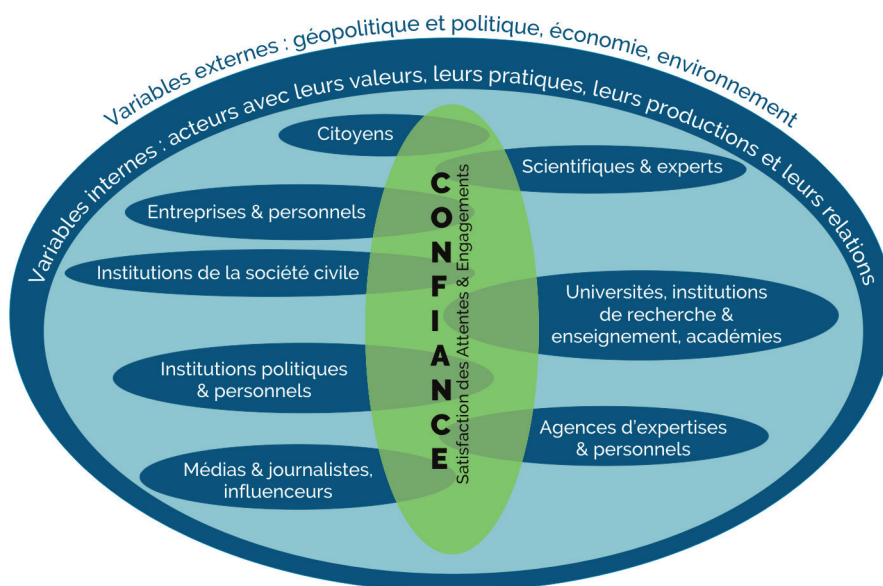 Variables externes : géopolitique et politique, économie, environnement
Variables internes : acteurs avec leurs valeurs, leurs pratiques, leurs productions et leurs relations
Citoyens
Scientifiques & experts
Entreprises & personnels
Institutions de la société civile
Universités, institutions
de recherche &
enseignement, académies
Institutions politiques
& personnels
Agences d'expertises
& personnels
Médias & journalistes,
influenceurs
CONFIANCE
Satisfaction des Attentes & Engagements